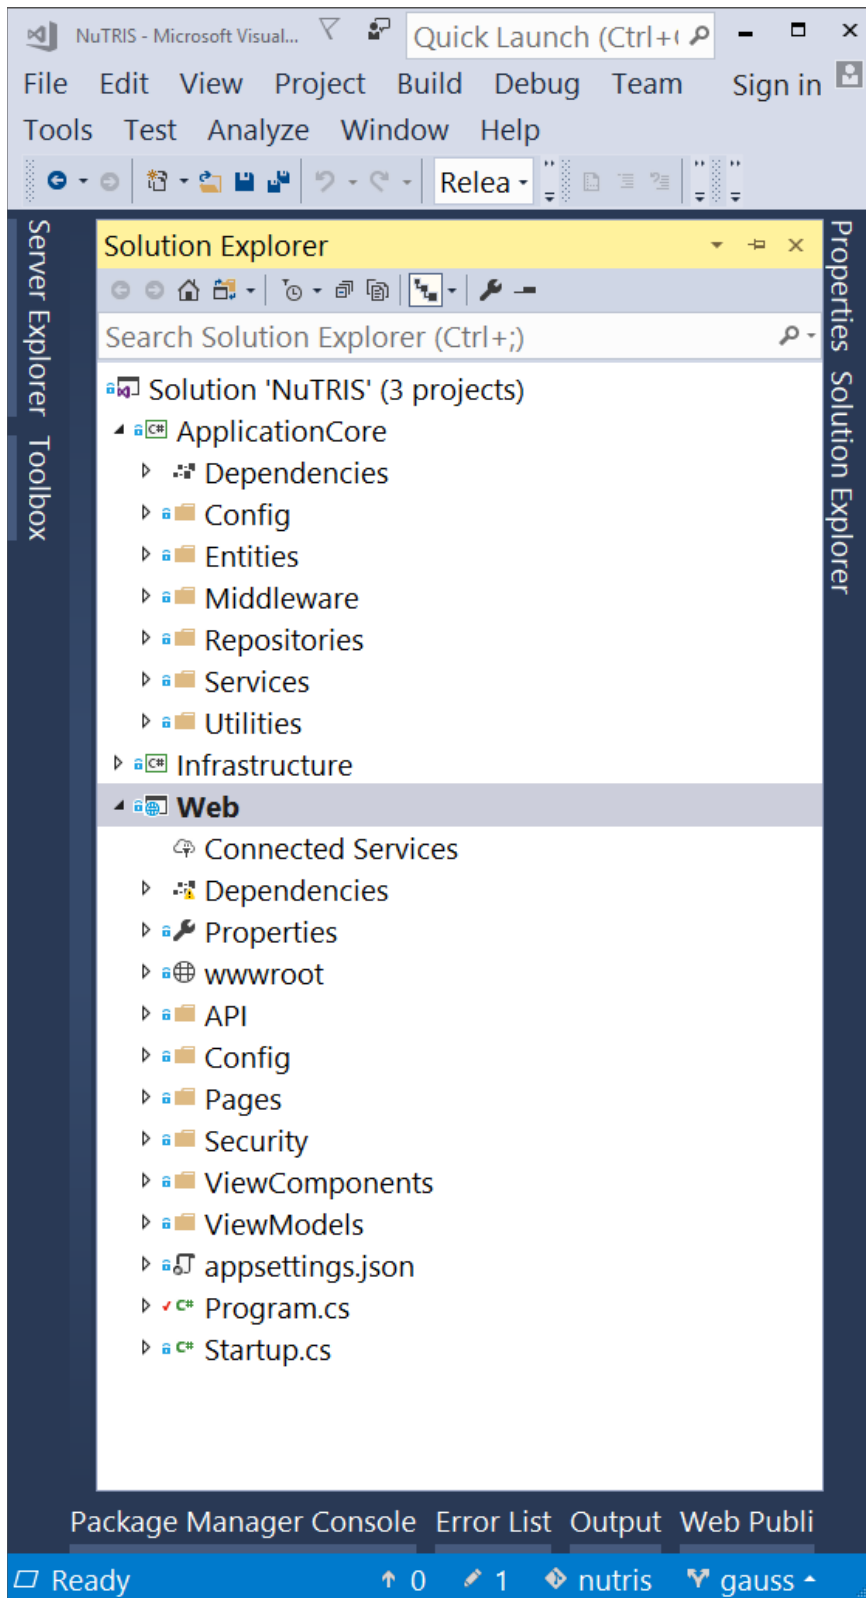 NuTRIS - Microsoft Visual...
Quick Launch (Ctrl+
File Edit View Project Build Debug Team Sign in
Tools Test Analyze Window Help
Relea
Server Explorer
Toolbox
Solution Explorer
Search Solution Explorer (Ctrl+;)
Solution 'NuTRIS' (3 projects)
ApplicationCore
Dependencies
Config
Entities
Middleware
Repositories
Services
Utilities
Infrastructure
Web
Connected Services
Dependencies
Properties
wwwroot
API
Config
Pages
Security
ViewComponents
ViewModels
appsettings.json
C# Program.cs
C# Startup.cs
Properties
Solution Explorer
Package Manager Console Error List Output Web Publi
Ready 0 1 nutris gauss